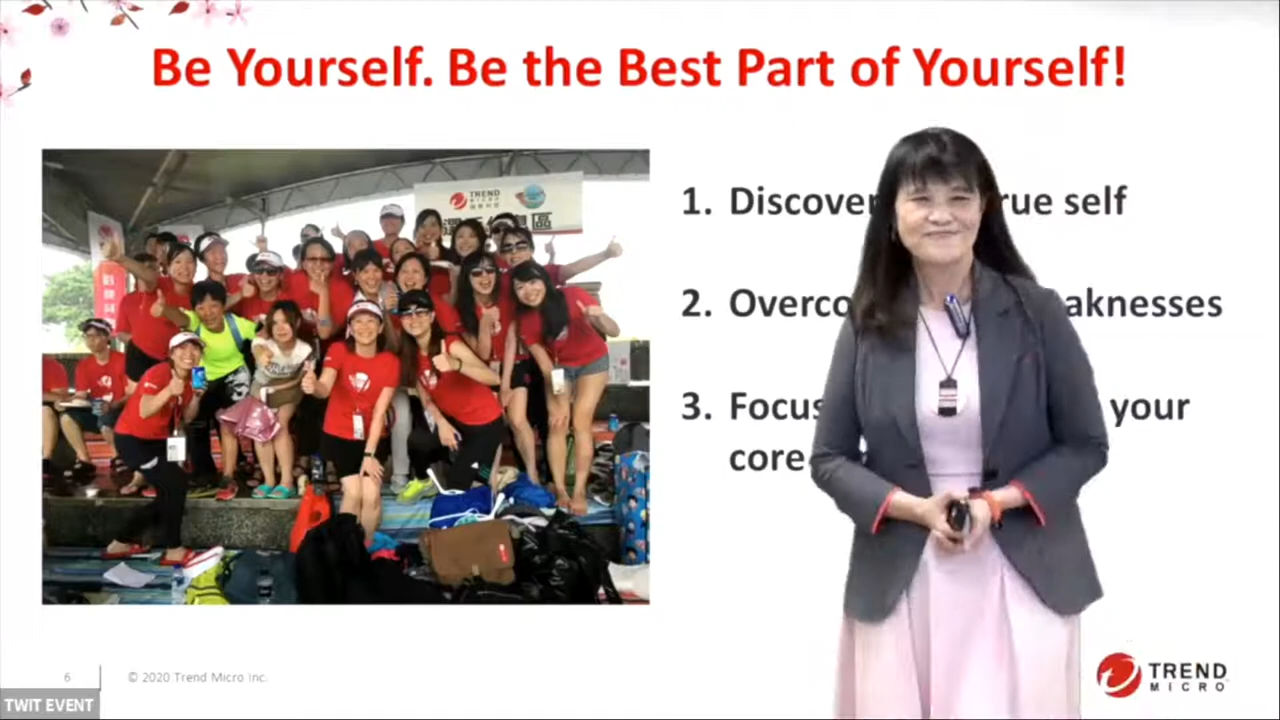 Be Yourself. Be the Best Part of Yourself!
TREND
MICRO
1. Discover rue self
2. Overco aknesses
3. Focus your
core
6
© 2020 Trend Micro Inc.
TREND
MICRO
TWIT EVENT